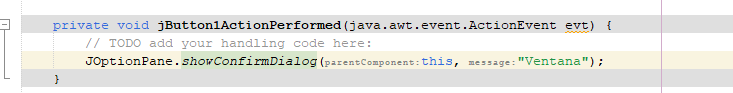 private void jButton1ActionPerformed(java.awt.event.ActionEvent evt) {
// TODO add your handling code here:
JOptionPane.showConfirmDialog(parentComponent:this, message:"Ventana");
}